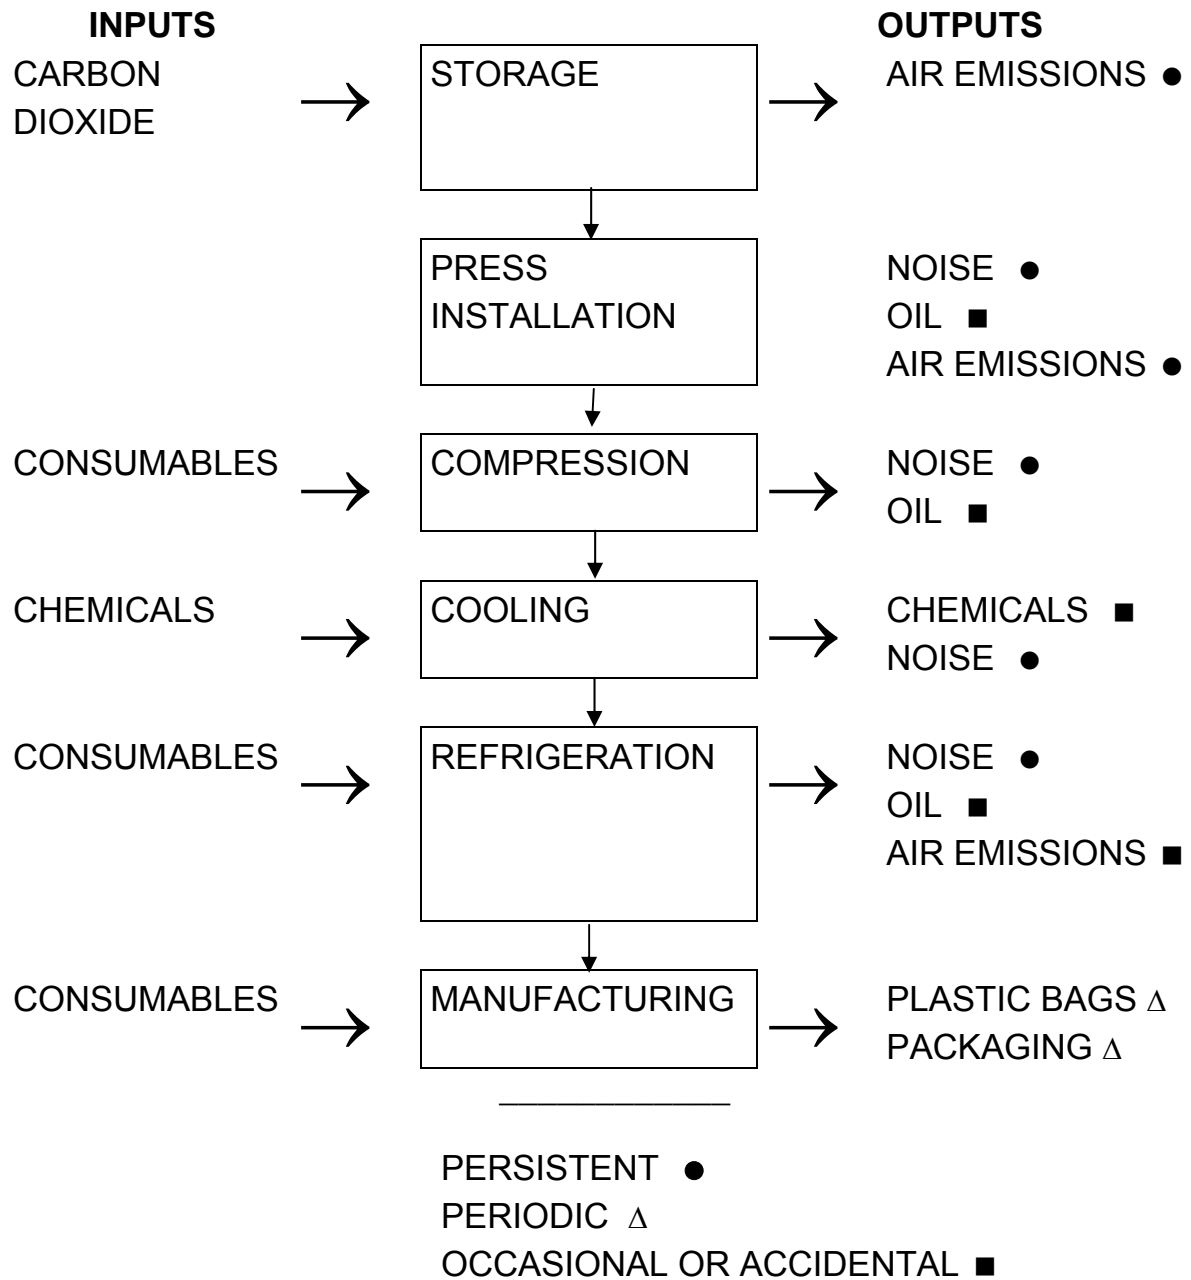 INPUTS OUTPUTS
CARBON STORAGE AIR EMISSIONS ●
DIOXIDE
PRESS NOISE ●
INSTALLATION OIL ■
AIR EMISSIONS ●
CONSUMABLES COMPRESSION NOISE ●
OIL ■
CHEMICALS COOLING CHEMICALS ■
NOISE ●
CONSUMABLES REFRIGERATION NOISE ●
OIL ■
AIR EMISSIONS ■
CONSUMABLES MANUFACTURING PLASTIC BAGS Δ
PACKAGING Δ
PERSISTENT ●
PERIODIC Δ
OCCASIONAL OR ACCIDENTAL ■